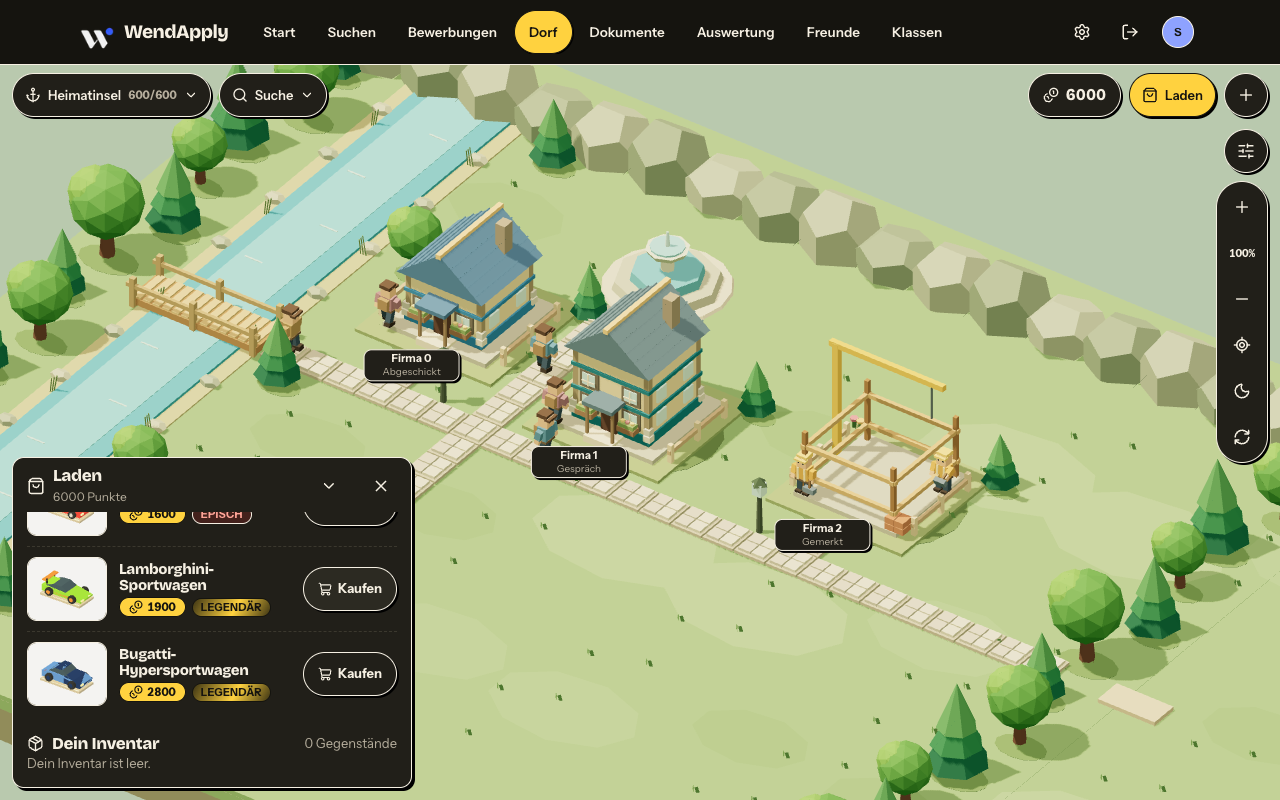 WendApply
Start
Suchen
Bewerbungen
Dorf
Dokumente
Auswertung
Freunde
Klassen
S
Heimatinsel 600/600
Suche
6000
Laden
100%
Firma 0
Abgeschickt
Firma 1
Gespräch
Firma 2
Gemerkt
Laden
6000 Punkte
1600 EPISCH
Lamborghini-
Sportwagen
1900 LEGENDÄR
Kaufen
Bugatti-
Hypersportwagen
2800 LEGENDÄR
Kaufen
Dein Inventar
0 Gegenstände
Dein Inventar ist leer.